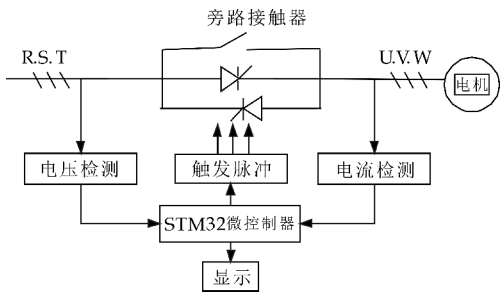 旁路接触器
R.S.T
U.V.W
电机
电压检测
触发脉冲
电流检测
STM32微控制器
显示